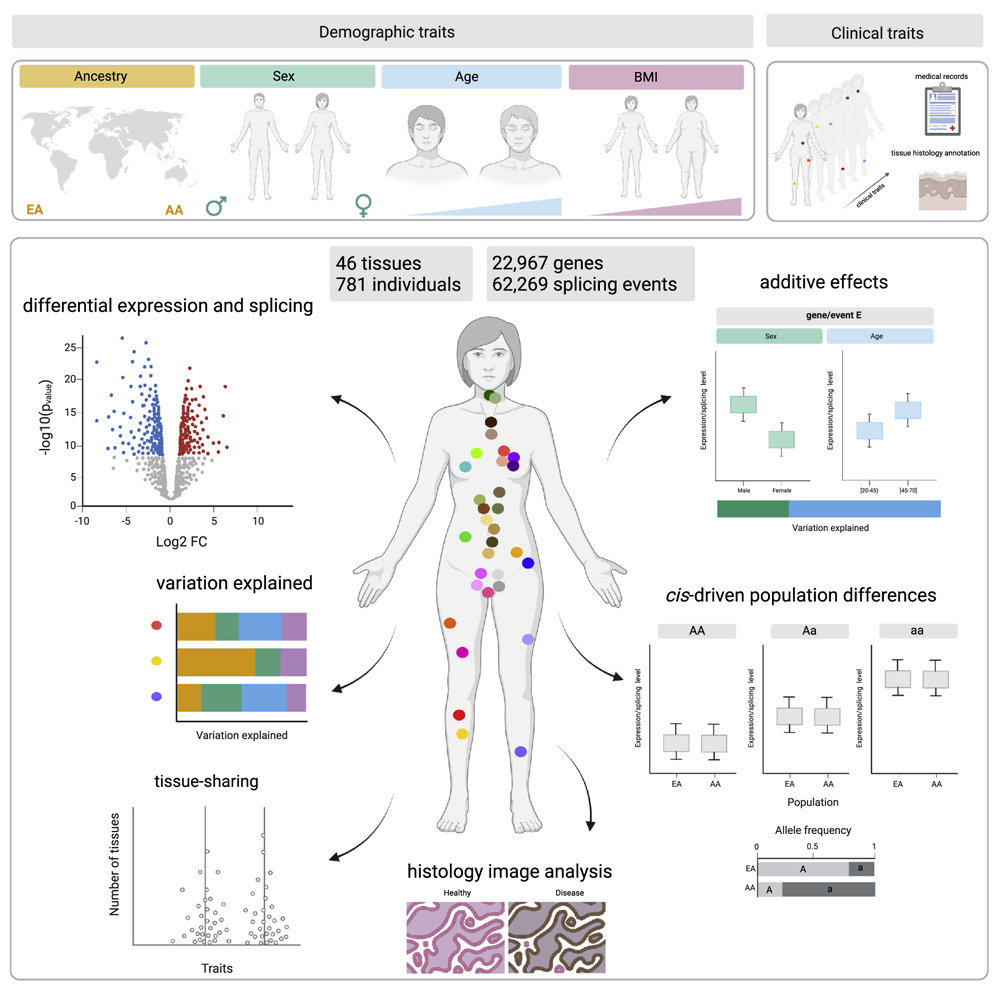 Demographic traits
Clinical traits
Ancestry
Sex
Age
BMI
EA
AA
♂
♀
medical records
tissue histology annotation
clinical traits
46 tissues
781 individuals
22,967 genes
62,269 splicing events
differential expression and splicing
-log10(pvalue)
25
20
15
10
5
0
-10
-5
0
5
10
Log2 FC
additive effects
gene/event E
Sex
Age
Expression/splicing level
Expression/splicing level
Male
Female
[20-45)
[45-70]
Variation explained
variation explained
Variation explained
cis-driven population differences
AA
Aa
aa
Expression/splicing level
Expression/splicing level
Expression/splicing level
EA
AA
EA
AA
EA
AA
Population
Allele frequency
0
0.5
1
EA
A
a
AA
A
a
tissue-sharing
Number of tissues
Traits
histology image analysis
Healthy
Disease